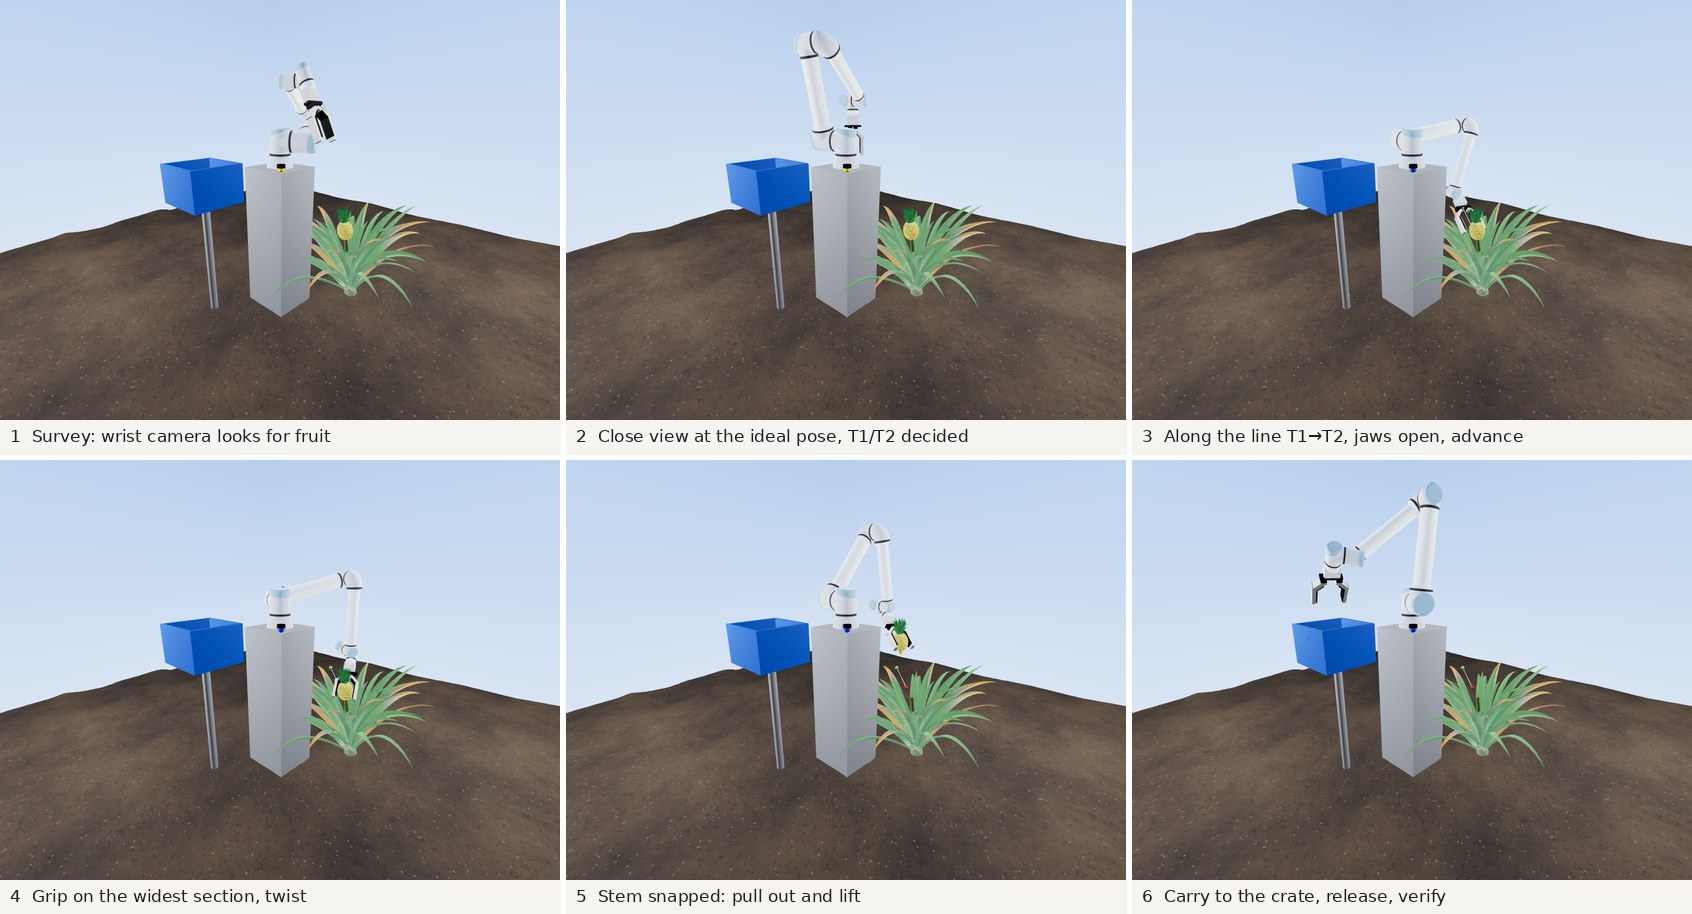 1 Survey: wrist camera looks for fruit
2 Close view at the ideal pose, T1/T2 decided
3 Along the line T1→T2, jaws open, advance
4 Grip on the widest section, twist
5 Stem snapped: pull out and lift
6 Carry to the crate, release, verify